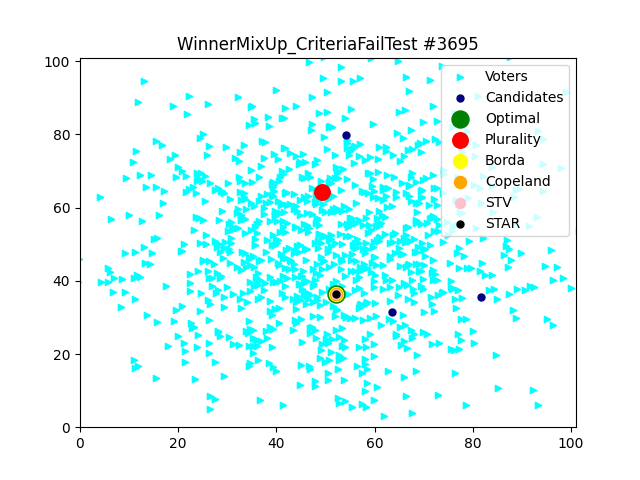 WinnerMixUp_CriteriaFailTest #3695
100
80
60
40
20
0
0
20
40
60
80
100
Voters
Candidates
Optimal
Plurality
Borda
Copeland
STV
STAR